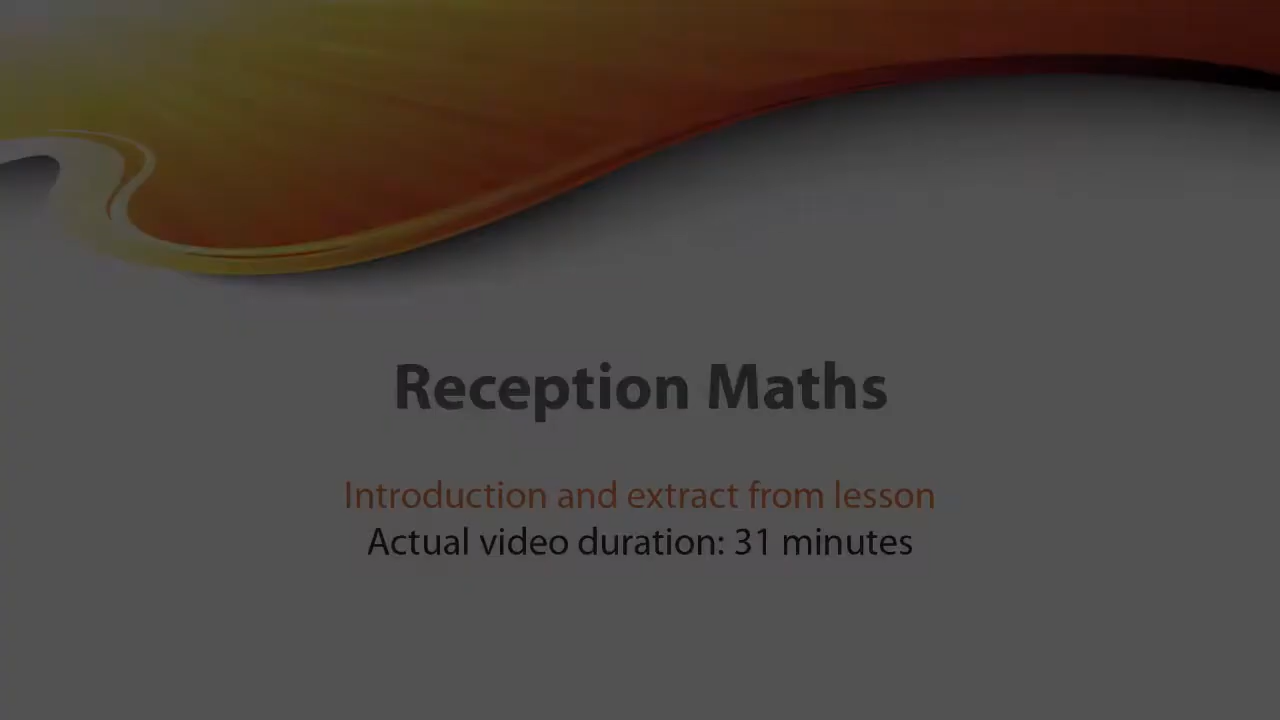 Reception Maths
Introduction and extract from lesson
Actual video duration: 31 minutes